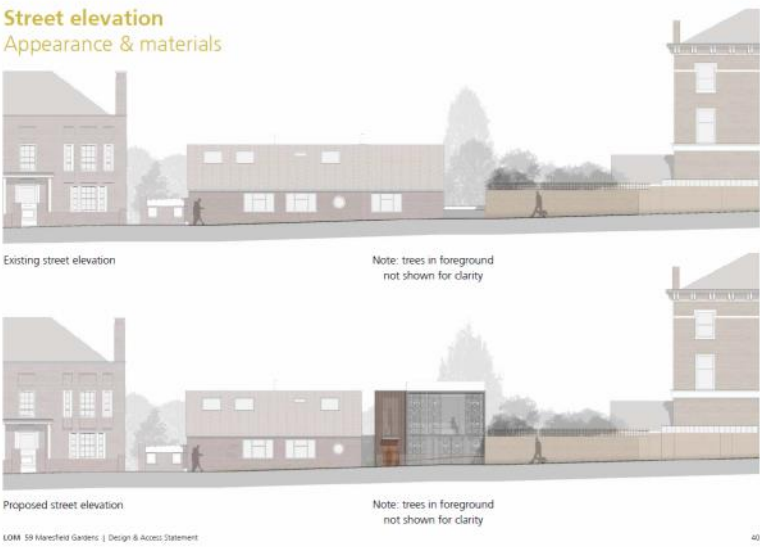 Street elevation
Appearance & materials
Existing street elevation
Note: trees in foreground
not shown for clarity
Proposed street elevation
Note: trees in foreground
not shown for clarity
LOM 59 Maresfield Gardens | Design & Access Statement
40